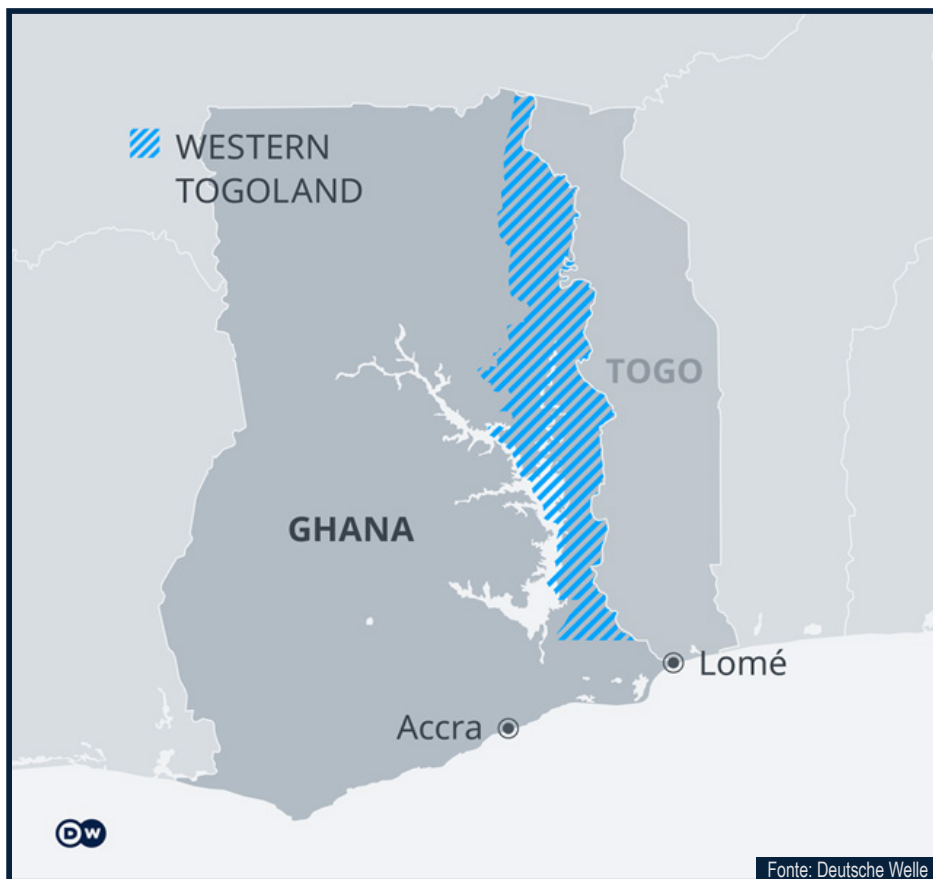 WESTERN
TOGOLAND
TOGO
GHANA
Lomé
Accra
DW
Fonte: Deutsche Welle